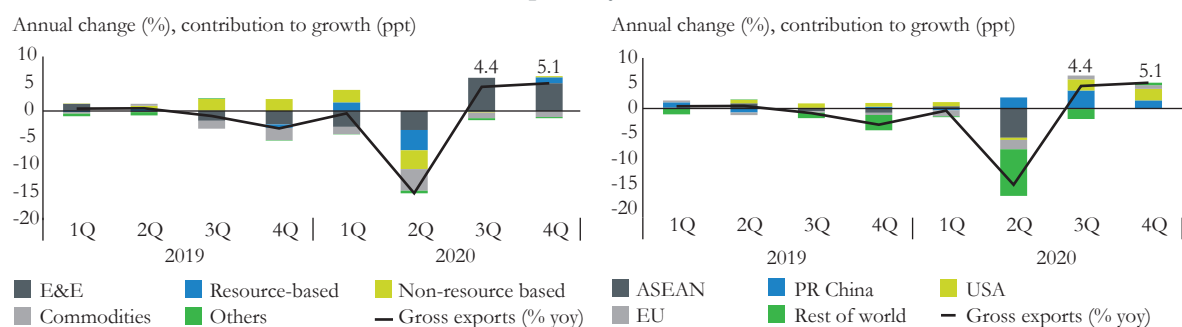 Annual change (%), contribution to growth (ppt)
10
5
0
-5
-10
-15
-20
4.4
5.1
1Q 2Q 3Q 4Q 1Q 2Q 3Q 4Q
2019 2020
E&E Resource-based Non-resource based
Commodities Others Gross exports (% yoy)
Annual change (%), contribution to growth (ppt)
10
5
0
-5
-10
-15
-20
4.4
5.1
1Q 2Q 3Q 4Q 1Q 2Q 3Q 4Q
2019 2020
ASEAN PR China USA
EU Rest of world Gross exports (% yoy)